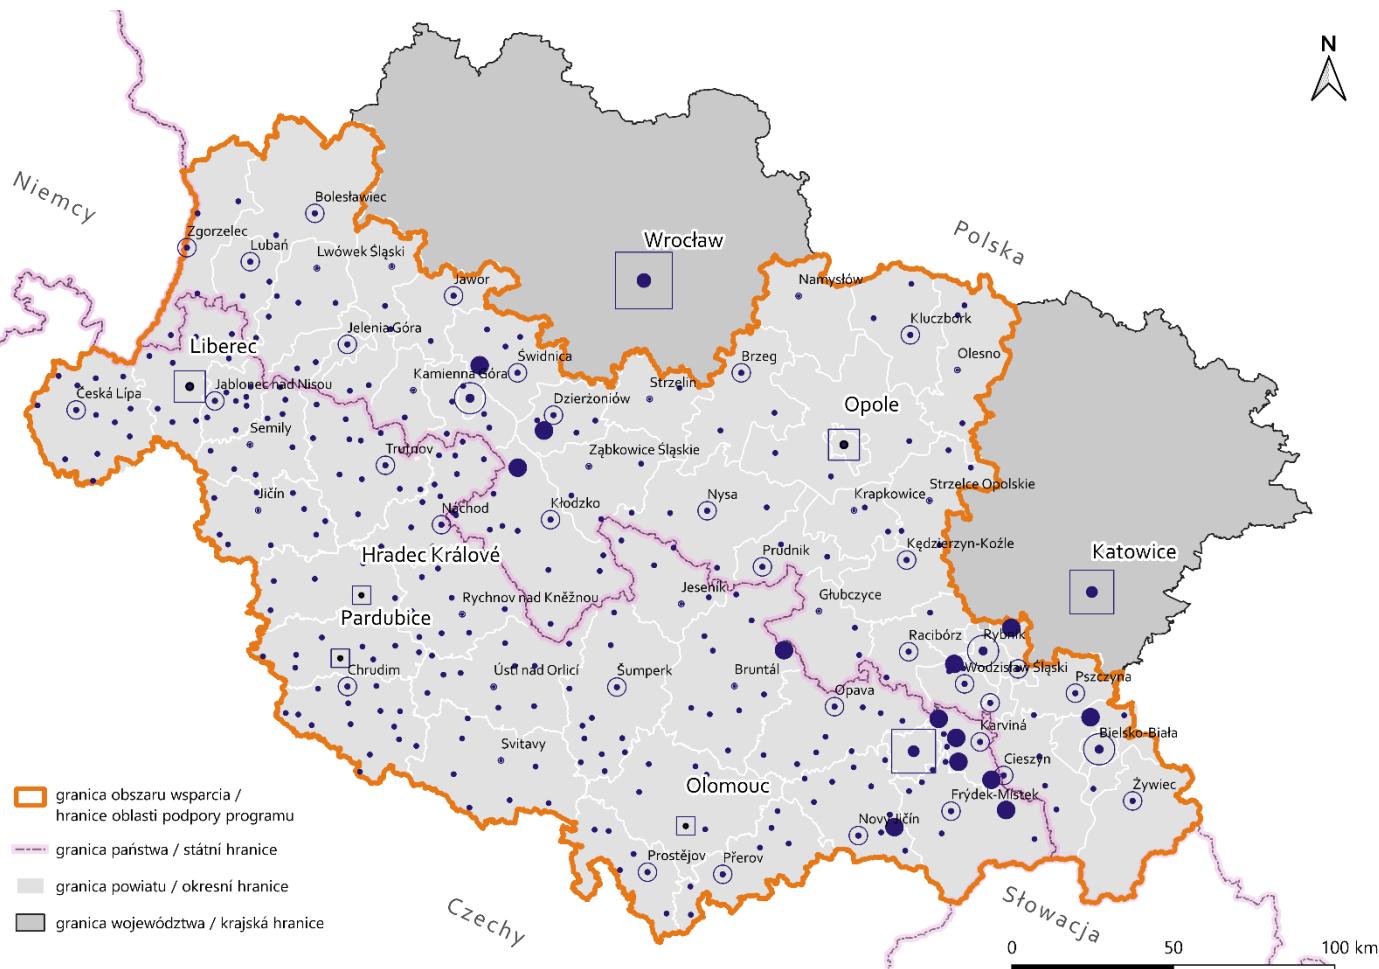 N
Niemcy
Bolesławiec
Zgorzelec
Lubań
Lwówek Śląski
Wrocław
Polska
Jawor
Namysłów
Kluczbork
Jelenia Góra
Liberec
Świdnica
Brzeg
Olesno
Kamienna Góra
Česká Lípa
Jablonec nad Nisou
Strzelin
Dzierżoniów
Opole
Semily
Trutnov
Ząbkowice Śląskie
Jičín
Náchod
Kłodzko
Nysa
Krapkowice
Strzelce Opolskie
Hradec Králové
Prudnik
Kędzierzyn-Koźle
Katowice
Rychnov nad Kněžnou
Jeseník
Głubczyce
Pardubice
Racibórz
Rybnik
Chrudim
Ústí nad Orlicí
Šumperk
Bruntál
Wodzisław Śląski
Pszczyna
Opava
Karviná
Bielsko-Biała
Svitavy
Cieszyn
Olomouc
Frýdek-Místek
Żywiec
Nový Jičín
Prostějov
Přerov
Czechy
Słowacja
granica obszaru wsparcia /
hranice oblasti podpory programu
granica państwa / státní hranice
granica powiatu / okresní hranice
granica województwa / krajská hranice
0 50 100 km